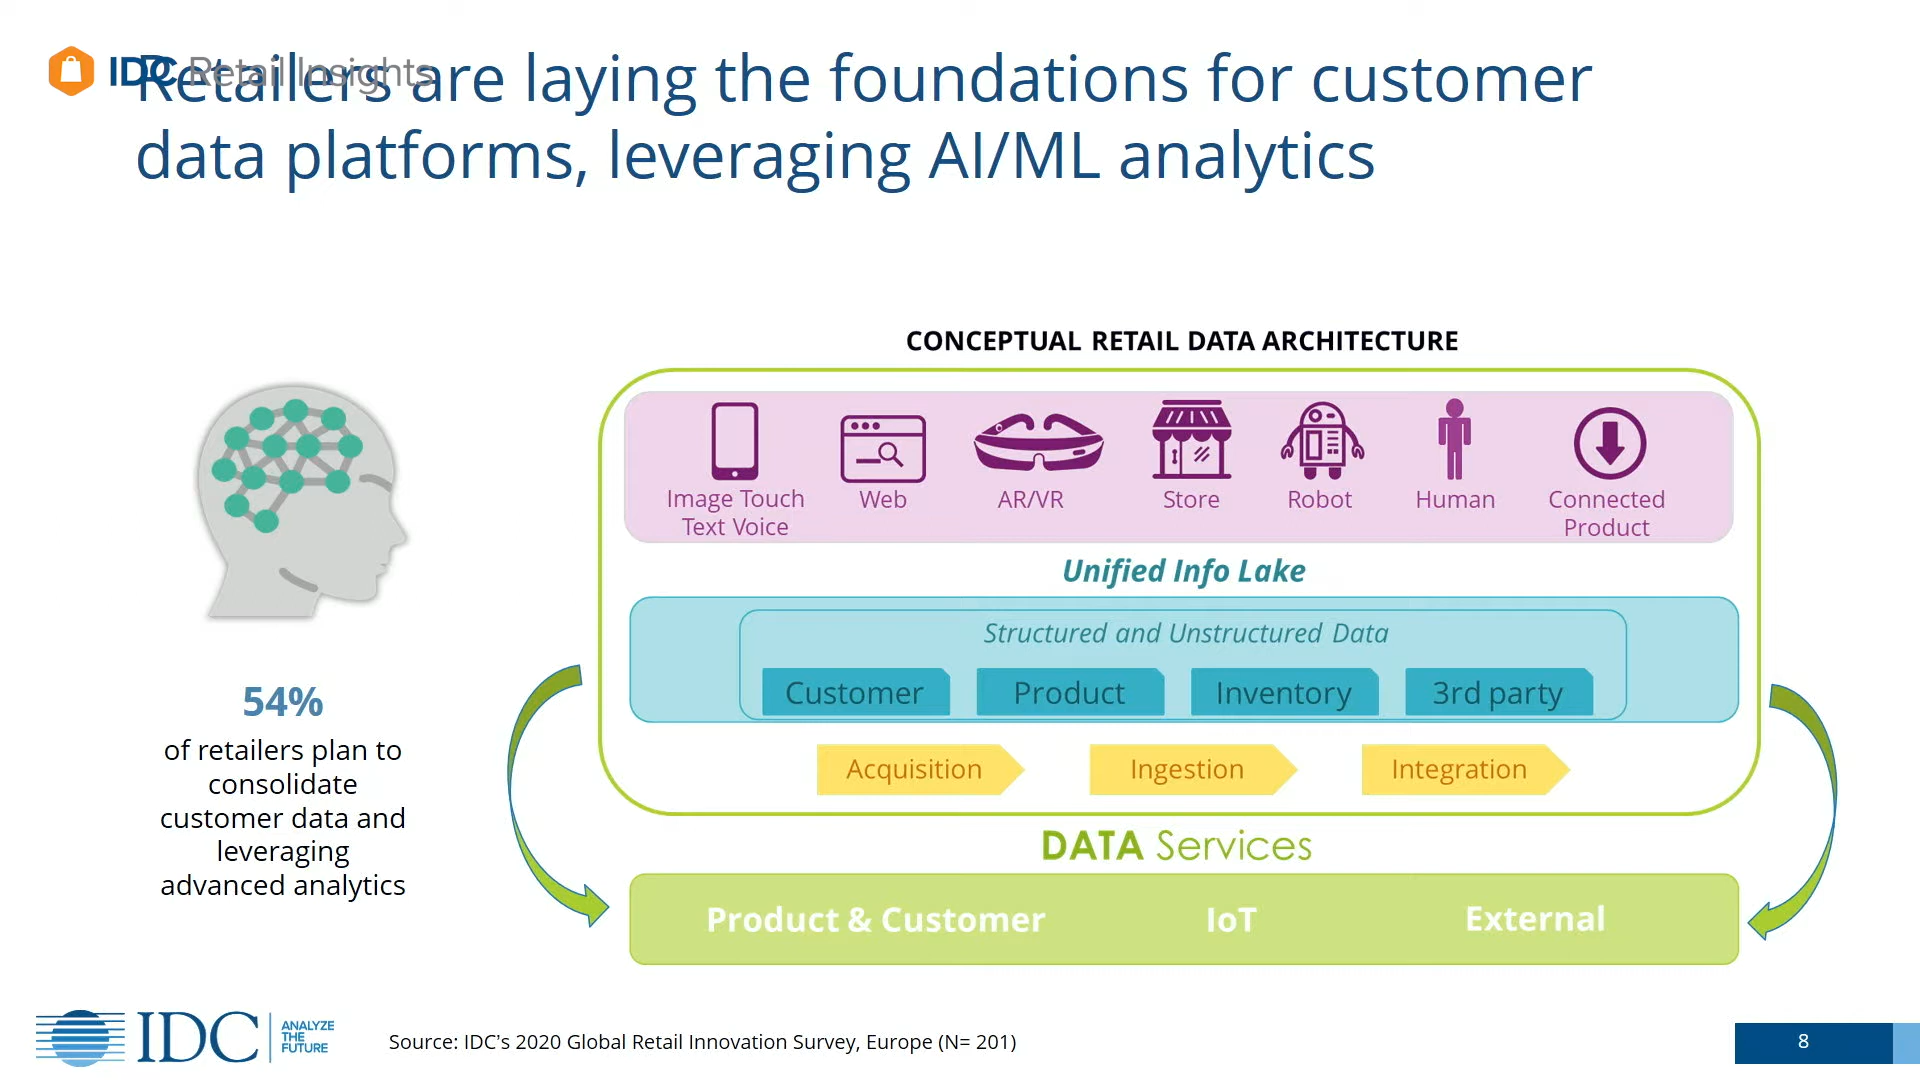 IDC Retail Insights
Retailers are laying the foundations for customer
data platforms, leveraging AI/ML analytics
CONCEPTUAL RETAIL DATA ARCHITECTURE
Image Touch
Text Voice
Web
AR/VR
Store
Robot
Human
Connected
Product
Unified Info Lake
Structured and Unstructured Data
Customer
Product
Inventory
3rd party
Acquisition
Ingestion
Integration
DATA Services
Product & Customer
IoT
External
54%
of retailers plan to
consolidate
customer data and
leveraging
advanced analytics
IDC
ANALYZE
THE
FUTURE
Source: IDC's 2020 Global Retail Innovation Survey, Europe (N= 201)
8